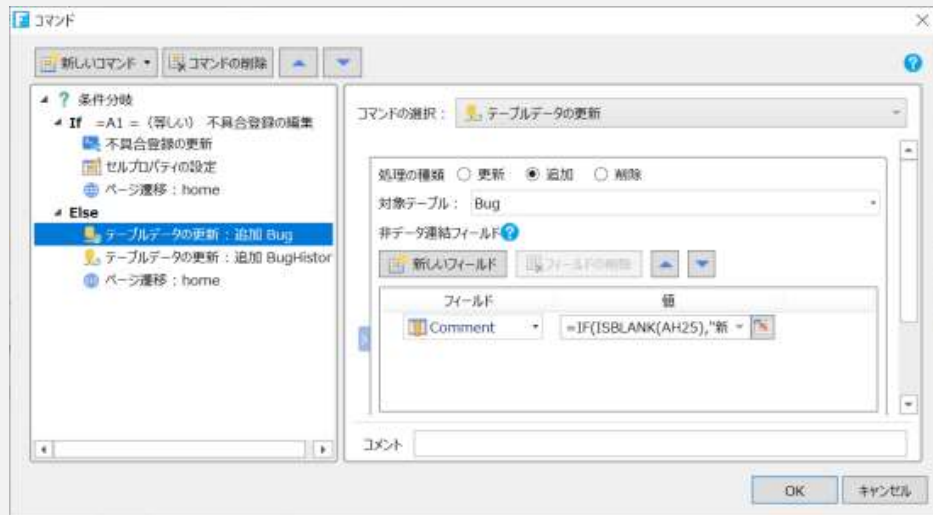 F コマンド
新しいコマンド
コマンドの削除
? 条件分岐
If =A1 = (等しい) 不具合登録の編集
不具合登録の更新
セルプロパティの設定
ページ遷移 : home
Else
テーブルデータの更新 : 追加 Bug
テーブルデータの更新 : 追加 BugHistor
ページ遷移 : home
コマンドの選択 : テーブルデータの更新
処理の種類 更新 追加 削除
対象テーブル : Bug
非データ連結フィールド ?
新しいフィールド フィールドの削除
フィールド 値
Comment =IF(ISBLANK(AH25),"新
コメント
OK キャンセル